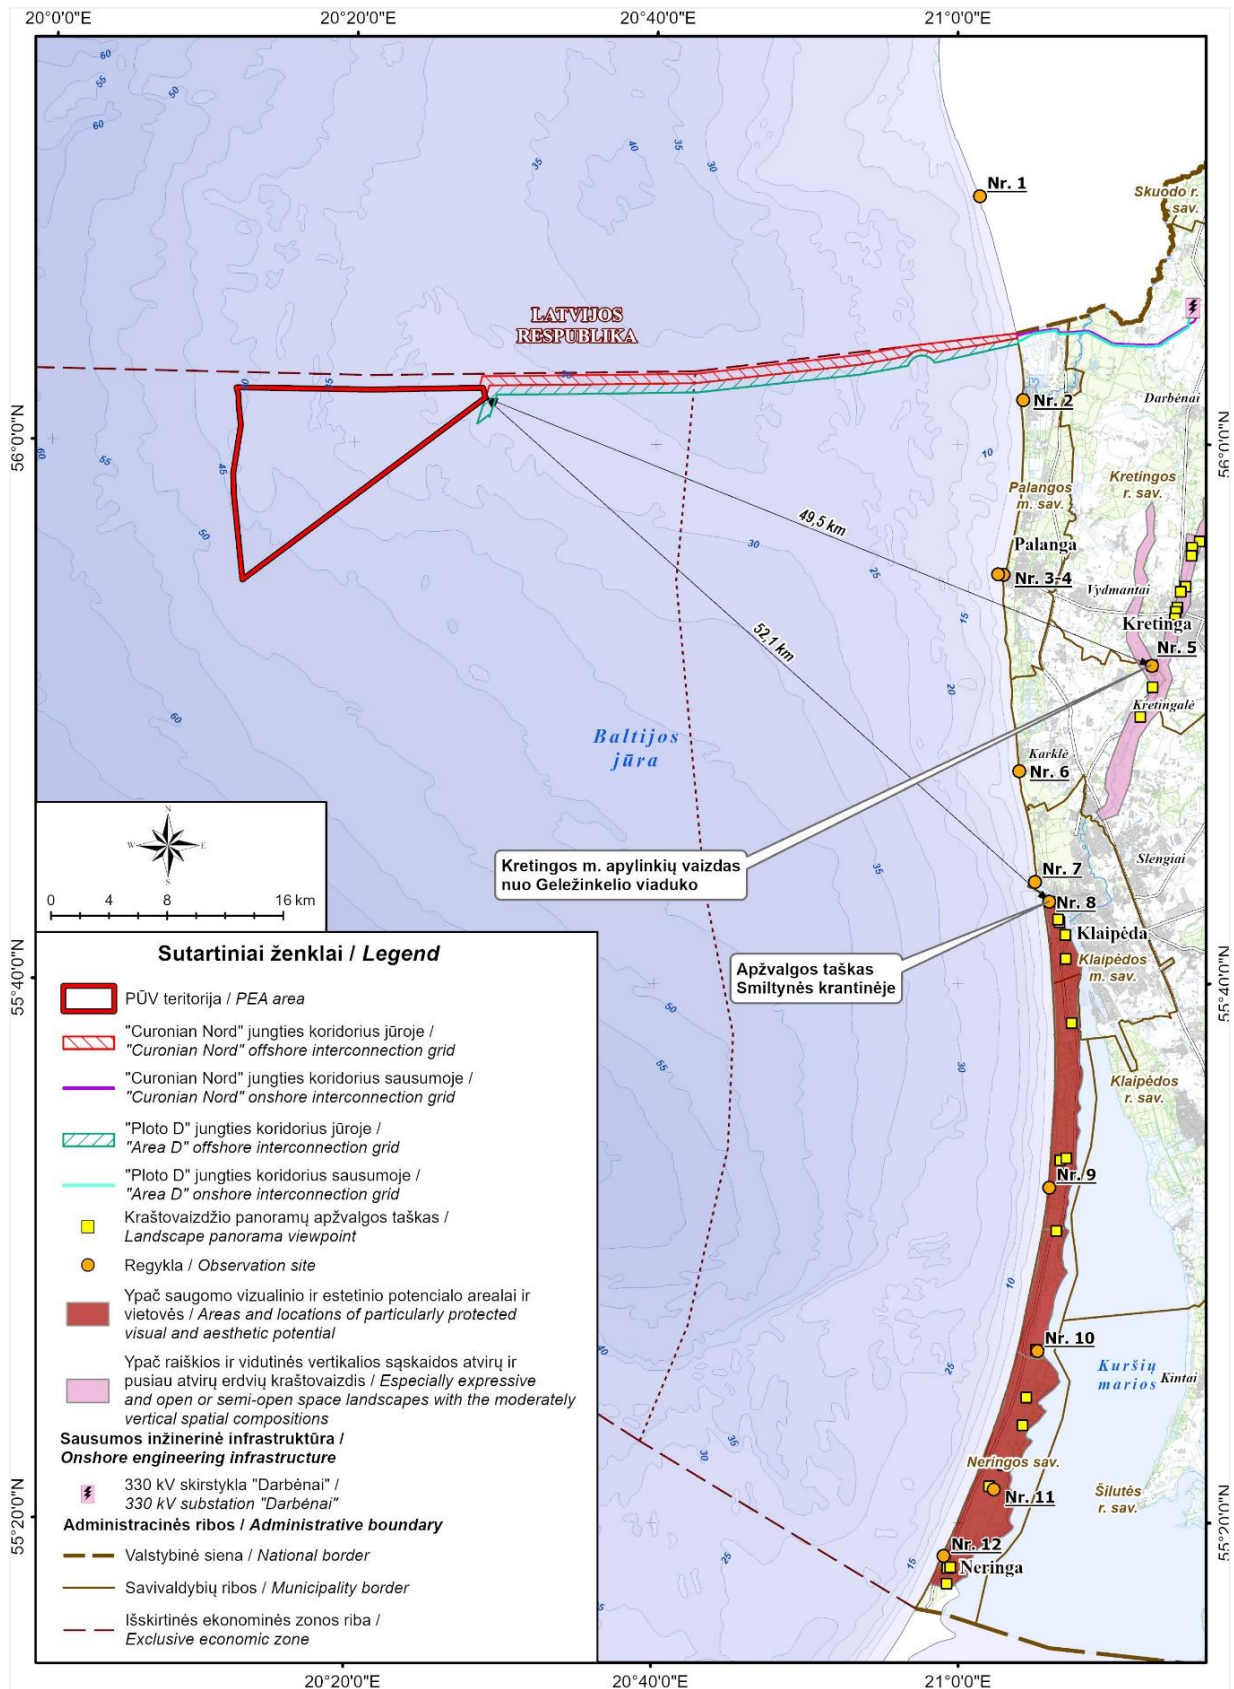 20°0'0"E
20°20'0"E
20°40'0"E
21°0'0"E
56°0'0"N
56°0'0"N
55°40'0"N
55°40'0"N
55°20'0"N
55°20'0"N
20°20'0"E
20°40'0"E
21°0'0"E
Nr. 1
Skuodo r.
sav.
LATVIJOS
RESPUBLIKA
Nr. 2
Darbėnai
Palangos
m. sav.
Kretingos
r. sav.
49,5 km
Palanga
Nr. 3-4
Vydmantai
Kretinga
Nr. 5
52,1 km
Kretingalė
Baltijos
jūra
Karklė
Nr. 6
Kretingos m. apylinkių vaizdas
nuo Geležinkelio viaduko
Slengiai
Nr. 7
Nr. 8
Klaipėda
Apžvalgos taškas
Smiltynės krantinėje
Klaipėdos
m. sav.
Klaipėdos
r. sav.
Nr. 9
Nr. 10
Kuršių
marios
Kintai
Neringos sav.
Nr. 11
Šilutės
r. sav.
Nr. 12
Neringa
N
W
E
S
0 4 8 16 km
Sutartiniai ženklai / Legend
PŪV teritorija / PEA area
"Curonian Nord" jungties koridorius jūroje /
"Curonian Nord" offshore interconnection grid
"Curonian Nord" jungties koridorius sausumoje /
"Curonian Nord" onshore interconnection grid
"Ploto D" jungties koridorius jūroje /
"Area D" offshore interconnection grid
"Ploto D" jungties koridorius sausumoje /
"Area D" onshore interconnection grid
Kraštovaizdžio panoramų apžvalgos taškas /
Landscape panorama viewpoint
Regykla / Observation site
Ypač saugomo vizualinio ir estetinio potencialo arealai ir
vietovės / Areas and locations of particularly protected
visual and aesthetic potential
Ypač raiškios ir vidutinės vertikalios sąskaidos atvirų ir
pusiau atvirų erdvių kraštovaizdis / Especially expressive
and open or semi-open space landscapes with the moderately
vertical spatial compositions
Sausumos inžinerinė infrastruktūra /
Onshore engineering infrastructure
330 kV skirstykla "Darbėnai" /
330 kV substation "Darbėnai"
Administracinės ribos / Administrative boundary
Valstybinė siena / National border
Savivaldybių ribos / Municipality border
Išskirtinės ekonominės zonos riba /
Exclusive economic zone